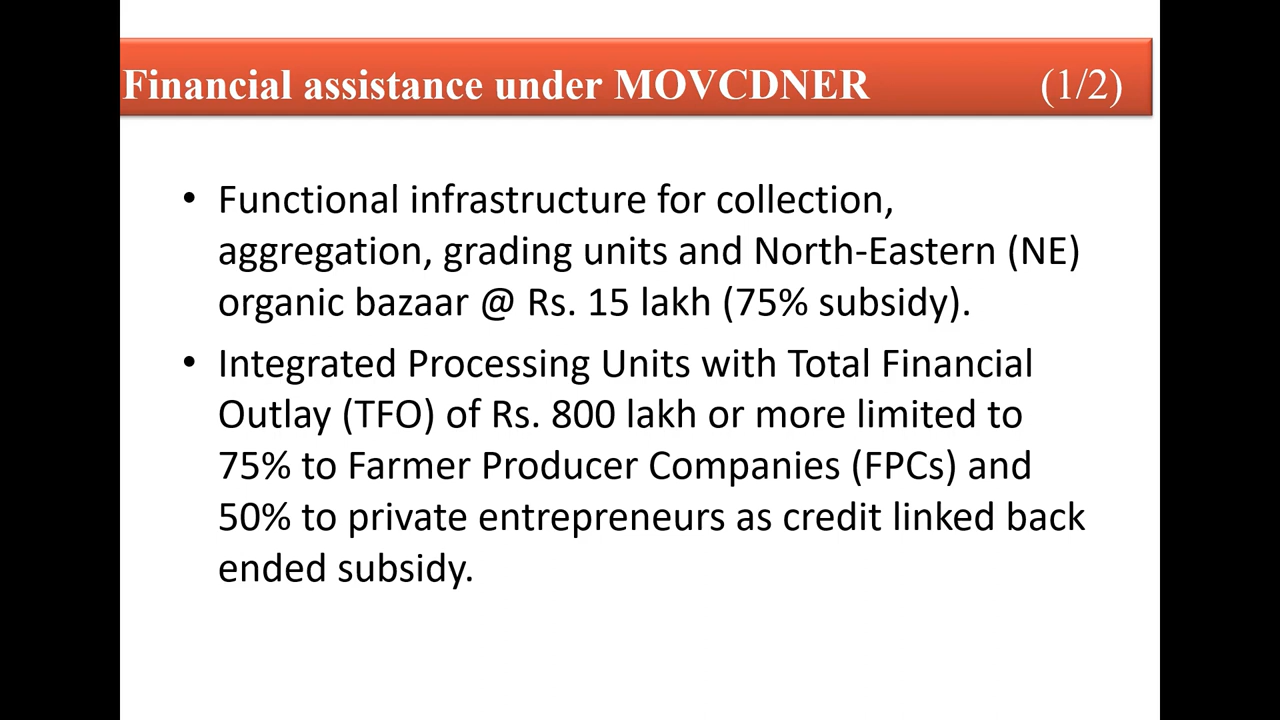 Financial assistance under MOVCDNER (1/2)
• Functional infrastructure for collection,
aggregation, grading units and North-Eastern (NE)
organic bazaar @ Rs. 15 lakh (75% subsidy).
• Integrated Processing Units with Total Financial
Outlay (TFO) of Rs. 800 lakh or more limited to
75% to Farmer Producer Companies (FPCs) and
50% to private entrepreneurs as credit linked back
ended subsidy.